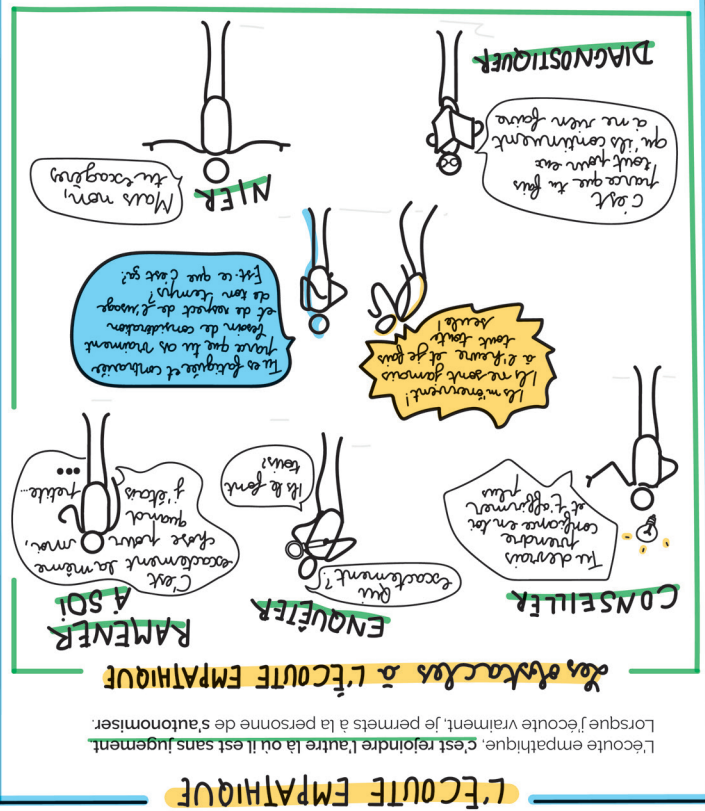 L'ÉCOUTE EMPATHIQUE
L'écoute empathique, c'est rejoindre l'autre là où il est sans jugement.
Lorsque j'écoute vraiment, je permets à la personne de s'autonomiser.
Les obstacles à L'ÉCOUTE EMPATHIQUE
CONSEILLER
Tu devrais
prendre
confiance en toi
et t'affirmer
plus
ENQUÊTER
Qui
exactement?
Ils le font
tous?
RAMENER
À SOI
C'est
exactement la même
chose pour moi,
quand
j'étais
petite...
Ils m'énervent!
Ils ne sont jamais
à l'heure et je fais
tout toute
seule!
Tu es fatiguée et contrariée
parce que tu as vraiment
besoin de considération
et de respect de l'usage
de ton temps?
Est-ce que c'est ça?
C'est
parce que tu fais
tout pour eux
qu'ils continuent
à ne rien faire
DIAGNOSTIQUER
NIER
Mais non,
tu exagères